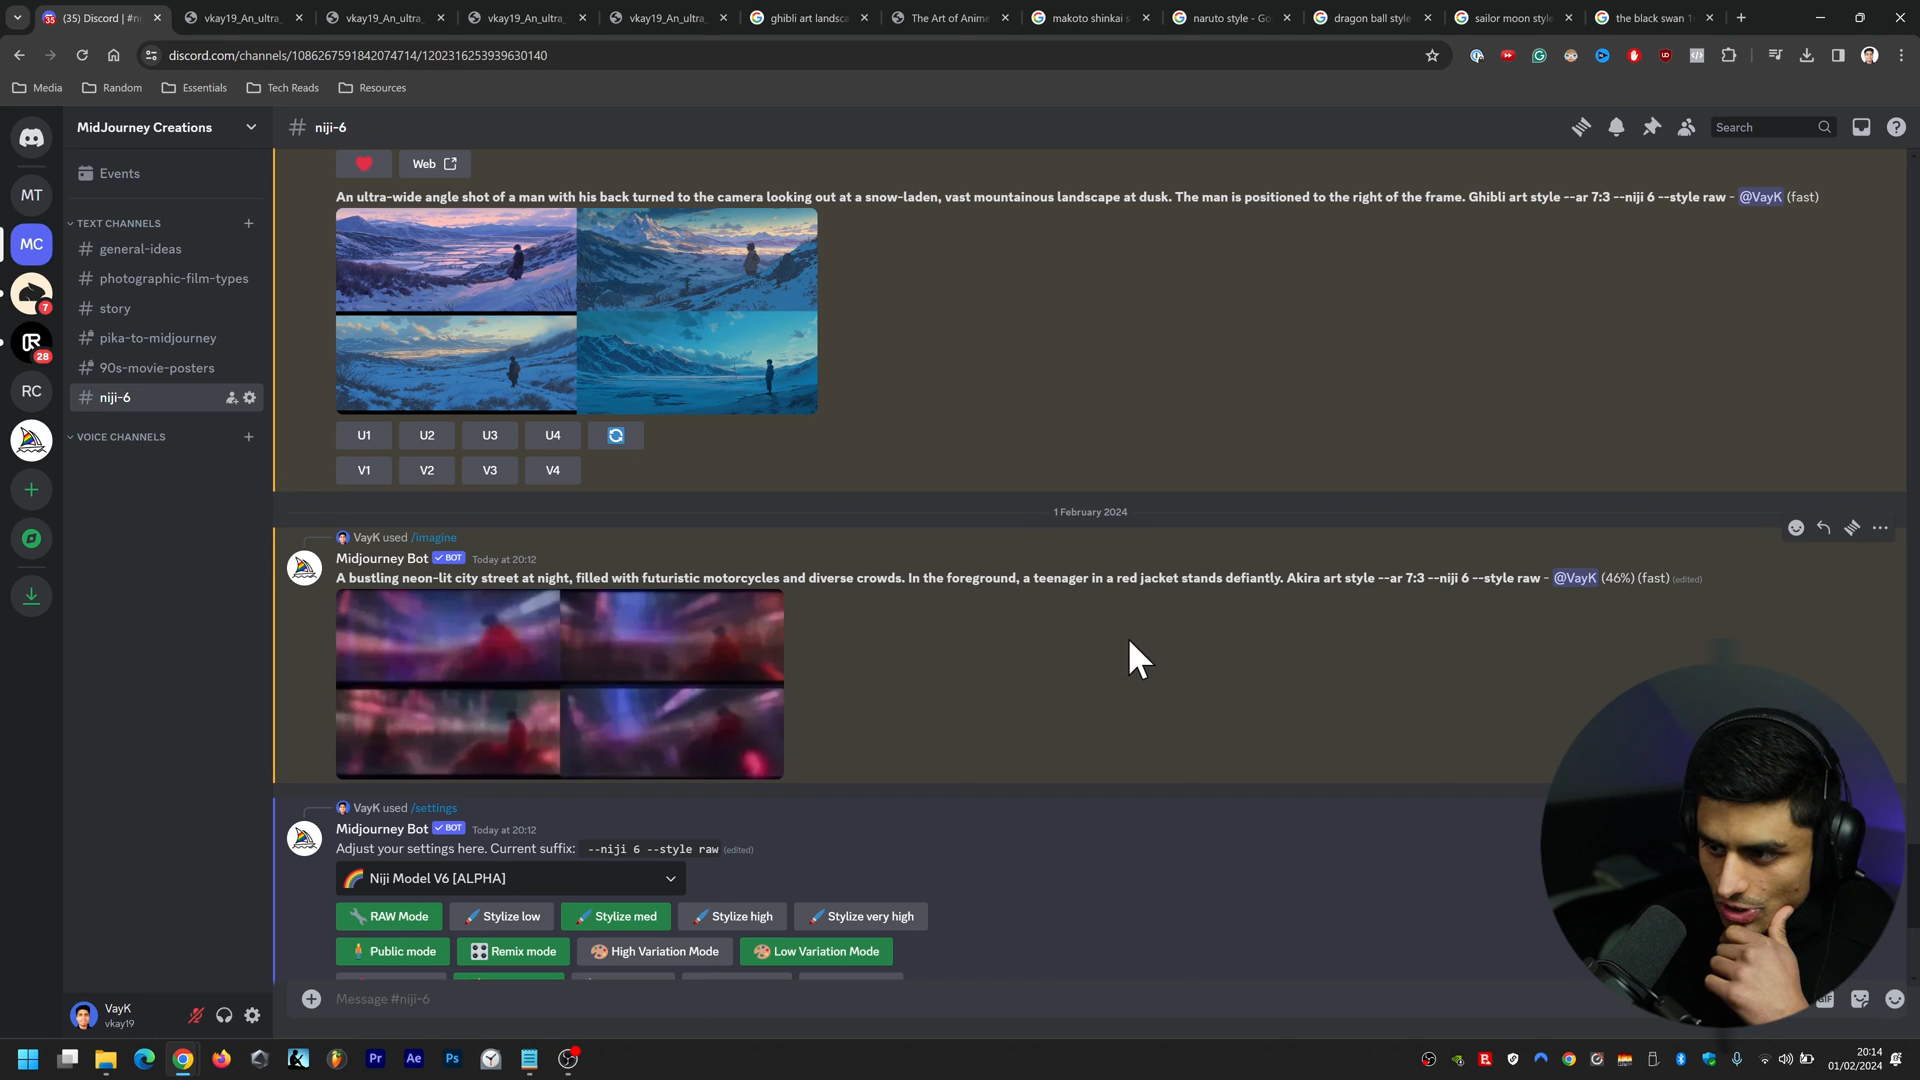 (35) Discord | #ni
vkay19_An_ultra_
vkay19_An_ultra_
vkay19_An_ultra_
vkay19_An_ultra_
ghibli art landsca
The Art of Anime
makoto shinkai s
naruto style - Go
dragon ball style
sailor moon style
the black swan 1
discord.com/channels/1086267591842074714/1202316253939630140
Media
Random
Essentials
Tech Reads
Resources
MidJourney Creations
# niji-6
Search
Events
MT
TEXT CHANNELS
MC
# general-ideas
# photographic-film-types
7
# story
# pika-to-midjourney
28
# 90s-movie-posters
RC
# niji-6
VOICE CHANNELS
Web
An ultra-wide angle shot of a man with his back turned to the camera looking out at a snow-laden, vast mountainous landscape at dusk. The man is positioned to the right of the frame. Ghibli art style --ar 7:3 --niji 6 --style raw - @VayK (fast)
U1 U2 U3 U4
V1 V2 V3 V4
1 February 2024
VayK used /imagine
Midjourney Bot ✓ BOT Today at 20:12
A bustling neon-lit city street at night, filled with futuristic motorcycles and diverse crowds. In the foreground, a teenager in a red jacket stands defiantly. Akira art style --ar 7:3 --niji 6 --style raw - @VayK (46%) (fast) (edited)
VayK used /settings
Midjourney Bot ✓ BOT Today at 20:12
Adjust your settings here. Current suffix: --niji 6 --style raw (edited)
Niji Model V6 [ALPHA]
RAW Mode Stylize low Stylize med Stylize high Stylize very high
Public mode Remix mode High Variation Mode Low Variation Mode
Message #niji-6
GIF
VayK
vkay19
Pr Ae Ps
20:14
01/02/2024